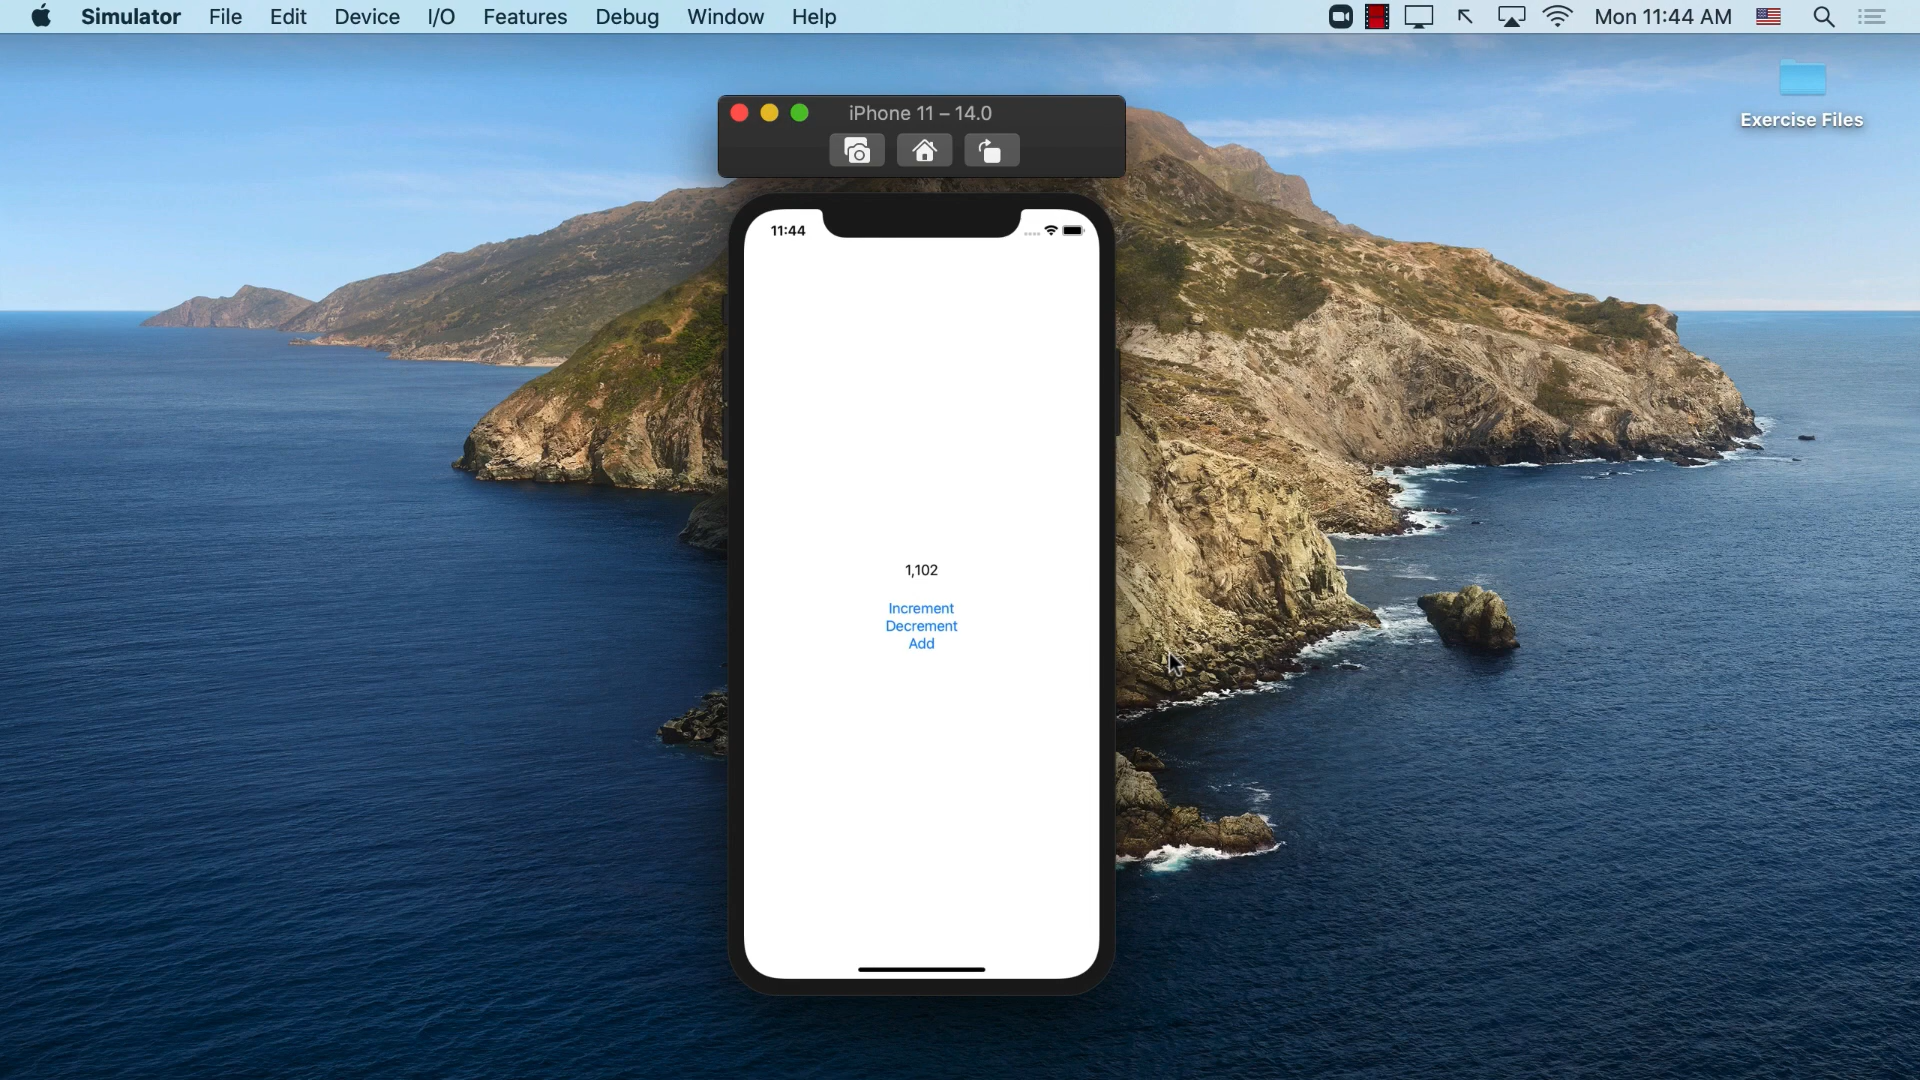 Simulator File Edit Device I/O Features Debug Window Help Mon 11:44 AM
Exercise Files
iPhone 11 – 14.0
11:44
1,102
Increment
Decrement
Add